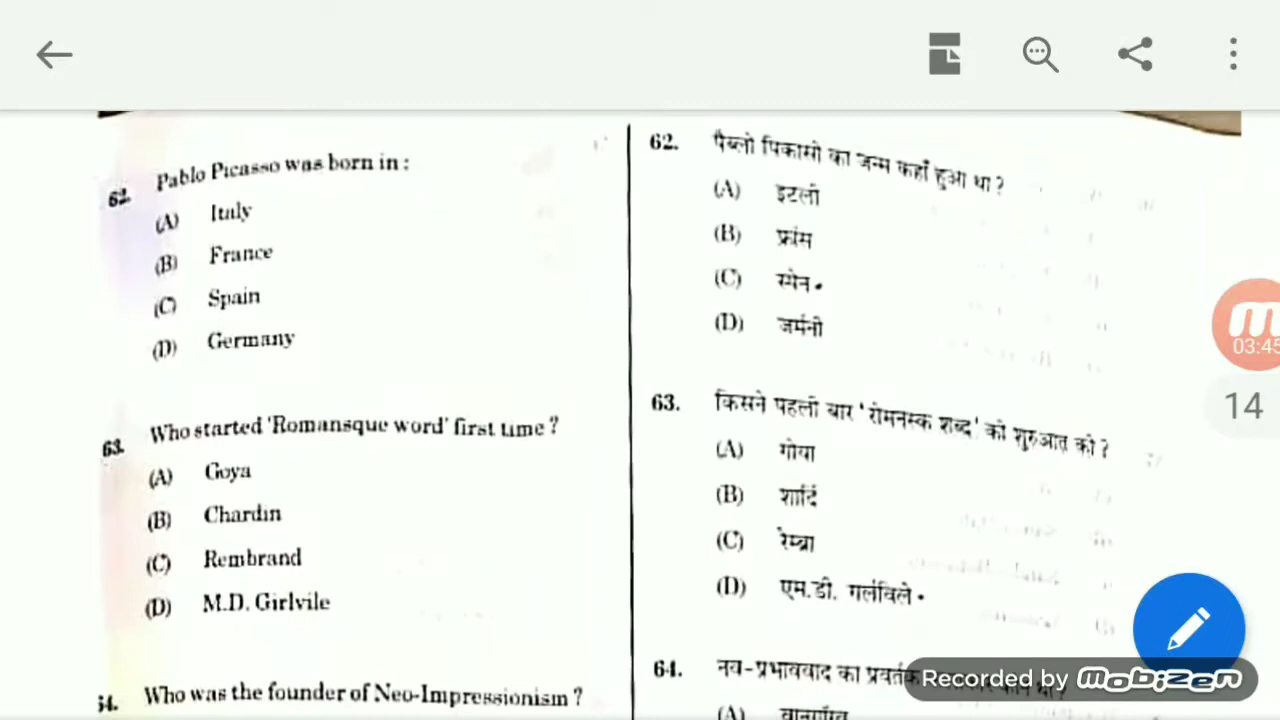 62. Pablo Picasso was born in :
(A) Italy
(B) France
(C) Spain
(D) Germany
63. Who started 'Romansque word' first time ?
(A) Goya
(B) Chardin
(C) Rembrand
(D) M.D. Girlvile
64. Who was the founder of Neo-Impressionism ?
62. पैब्लो पिकासो का जन्म कहाँ हुआ था ?
(A) इटली
(B) फ्रांस
(C) स्पेन
(D) जर्मनी
63. किसने पहली बार 'रोमनस्क शब्द' की शुरुआत की ?
(A) गोया
(B) शार्दि
(C) रेम्ब्रा
(D) एम.डी. गर्लविले
64. नव-प्रभाववाद का प्रवर्तक
(A)
03:45
14
Recorded by mobizen